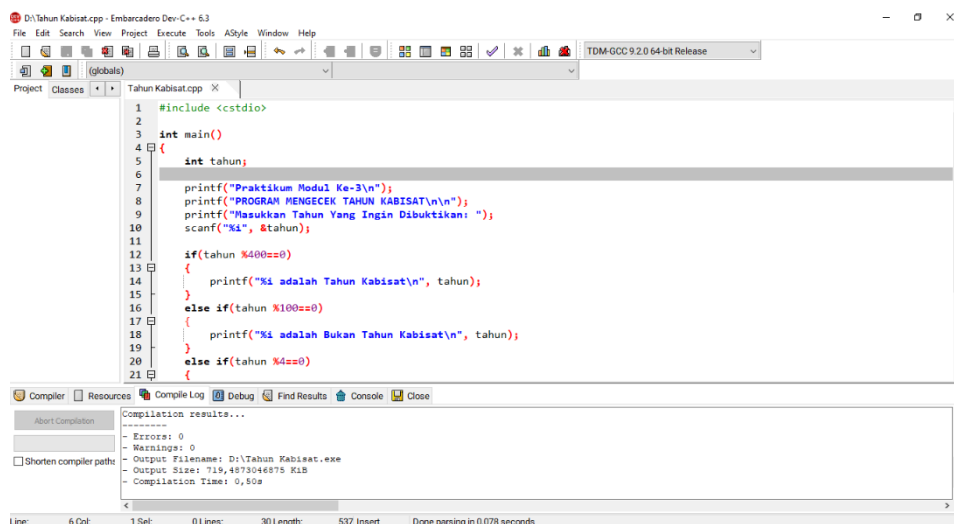 D:\Tahun Kabisat.cpp - Embarcadero Dev-C++ 6.3
File Edit Search View Project Execute Tools AStyle Window Help
TDM-GCC 9.2.0 64-bit Release
(globals)
Project Classes Tahun Kabisat.cpp
1 #include <cstdio>
2
3 int main()
4 {
5 int tahun;
6
7 printf("Praktikum Modul Ke-3\n");
8 printf("PROGRAM MENGECEK TAHUN KABISAT\n\n");
9 printf("Masukkan Tahun Yang Ingin Dibuktikan: ");
10 scanf("%i", &tahun);
11
12 if(tahun %400==0)
13 {
14 printf("%i adalah Tahun Kabisat\n", tahun);
15 }
16 else if(tahun %100==0)
17 {
18 printf("%i adalah Bukan Tahun Kabisat\n", tahun);
19 }
20 else if(tahun %4==0)
21 {
Compiler Resources Compile Log Debug Find Results Console Close
Abort Compilation
Shorten compiler paths
Compilation results...
--------
- Errors: 0
- Warnings: 0
- Output Filename: D:\Tahun Kabisat.exe
- Output Size: 719,4873046875 KiB
- Compilation Time: 0,50s
Line: 6 Col: 1 Sel: 0 Lines: 30 Length: 537 Insert Done parsing in 0,078 seconds